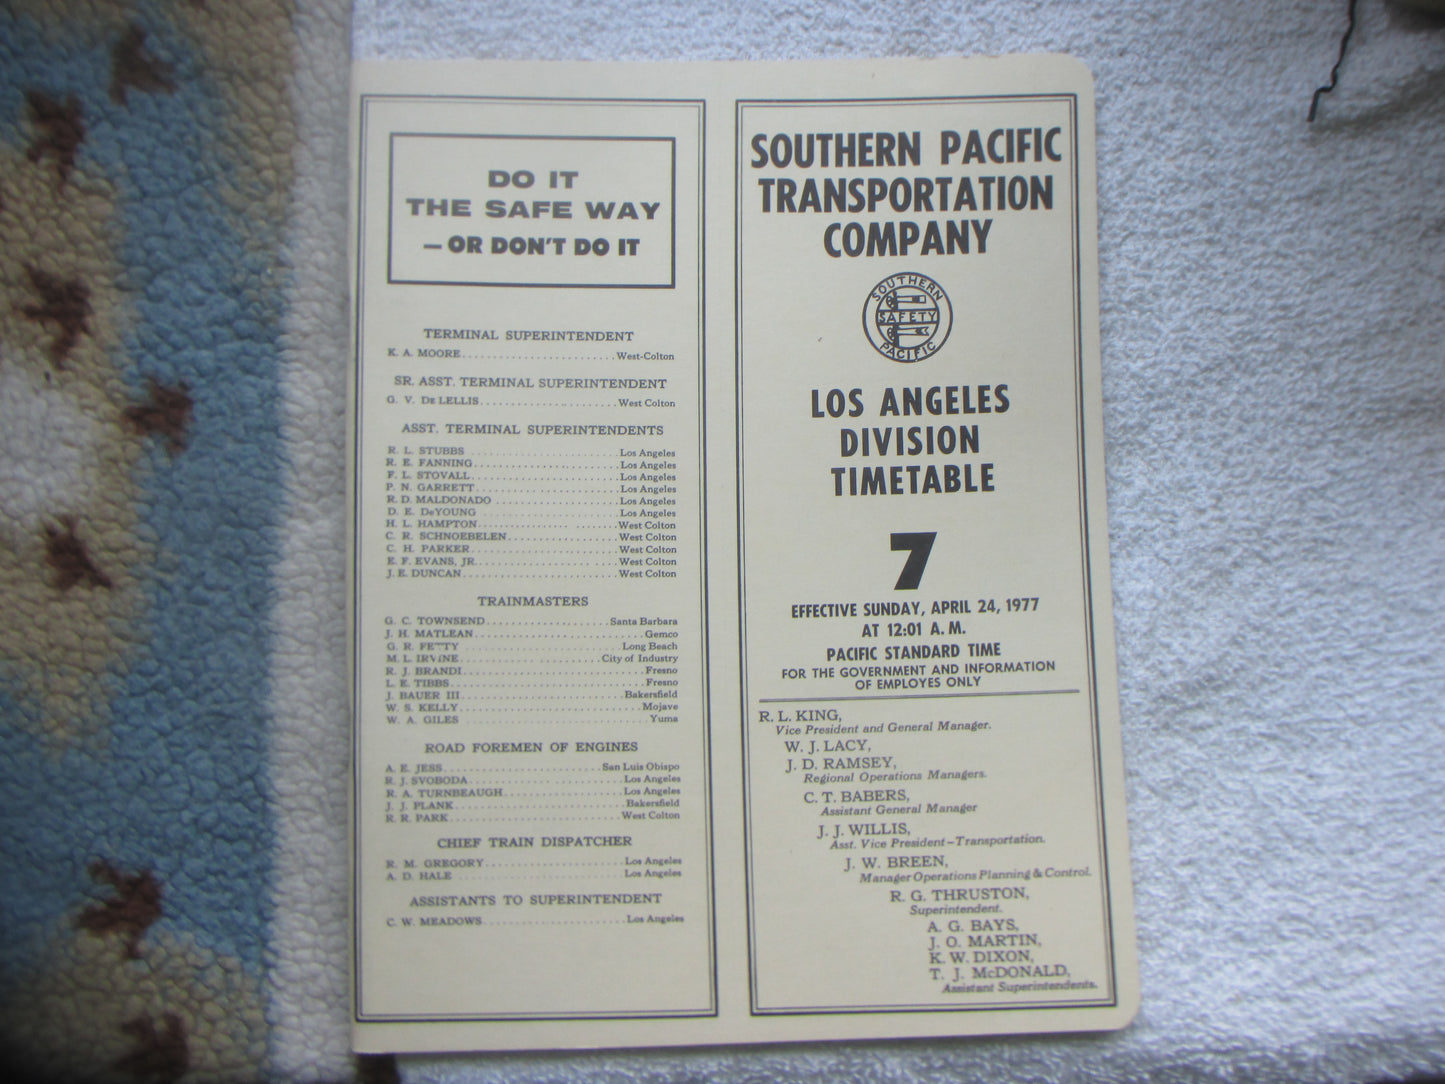 DO IT
THE SAFE WAY
— OR DON'T DO IT
TERMINAL SUPERINTENDENT
K. A. MOORE........................West-Colton
SR. ASST. TERMINAL SUPERINTENDENT
G. V. DE LELLIS......................West Colton
ASST. TERMINAL SUPERINTENDENTS
R. L. STUBBS........................Los Angeles
R. E. FANNING.......................Los Angeles
F. L. STOVALL.......................Los Angeles
P. N. GARRETT.......................Los Angeles
R. D. MALDONADO....................Los Angeles
D. E. DeYOUNG......................Los Angeles
H. L. HAMPTON......................West Colton
C. R. SCHNOEBELEN..................West Colton
C. H. PARKER.......................West Colton
E. F. EVANS, JR.....................West Colton
J. E. DUNCAN.......................West Colton
TRAINMASTERS
G. C. TOWNSEND....................Santa Barbara
J. H. MATLEAN...........................Gemco
G. R. FETTY........................Long Beach
M. L. IRVINE....................City of Industry
R. J. BRANDI............................Fresno
L. E. TIBBS..............................Fresno
J. BAUER III.........................Bakersfield
W. S. KELLY............................Mojave
W. A. GILES.............................Yuma
ROAD FOREMEN OF ENGINES
A. E. JESS........................San Luis Obispo
R. J. SVOBODA.......................Los Angeles
R. A. TURNBEAUGH..................Los Angeles
J. J. PLANK..........................Bakersfield
R. R. PARK.........................West Colton
CHIEF TRAIN DISPATCHER
R. M. GREGORY......................Los Angeles
A. D. HALE.........................Los Angeles
ASSISTANTS TO SUPERINTENDENT
C. W. MEADOWS......................Los Angeles
SOUTHERN PACIFIC
TRANSPORTATION
COMPANY
SOUTHERN
SAFETY
PACIFIC
LOS ANGELES
DIVISION
TIMETABLE
7
EFFECTIVE SUNDAY, APRIL 24, 1977
AT 12:01 A. M.
PACIFIC STANDARD TIME
FOR THE GOVERNMENT AND INFORMATION
OF EMPLOYES ONLY
R. L. KING,
Vice President and General Manager.
W. J. LACY,
J. D. RAMSEY,
Regional Operations Managers.
C. T. BABERS,
Assistant General Manager
J. J. WILLIS,
Asst. Vice President—Transportation.
J. W. BREEN,
Manager Operations Planning & Control.
R. G. THRUSTON,
Superintendent.
A. G. BAYS,
J. O. MARTIN,
K. W. DIXON,
T. J. McDONALD,
Assistant Superintendents.